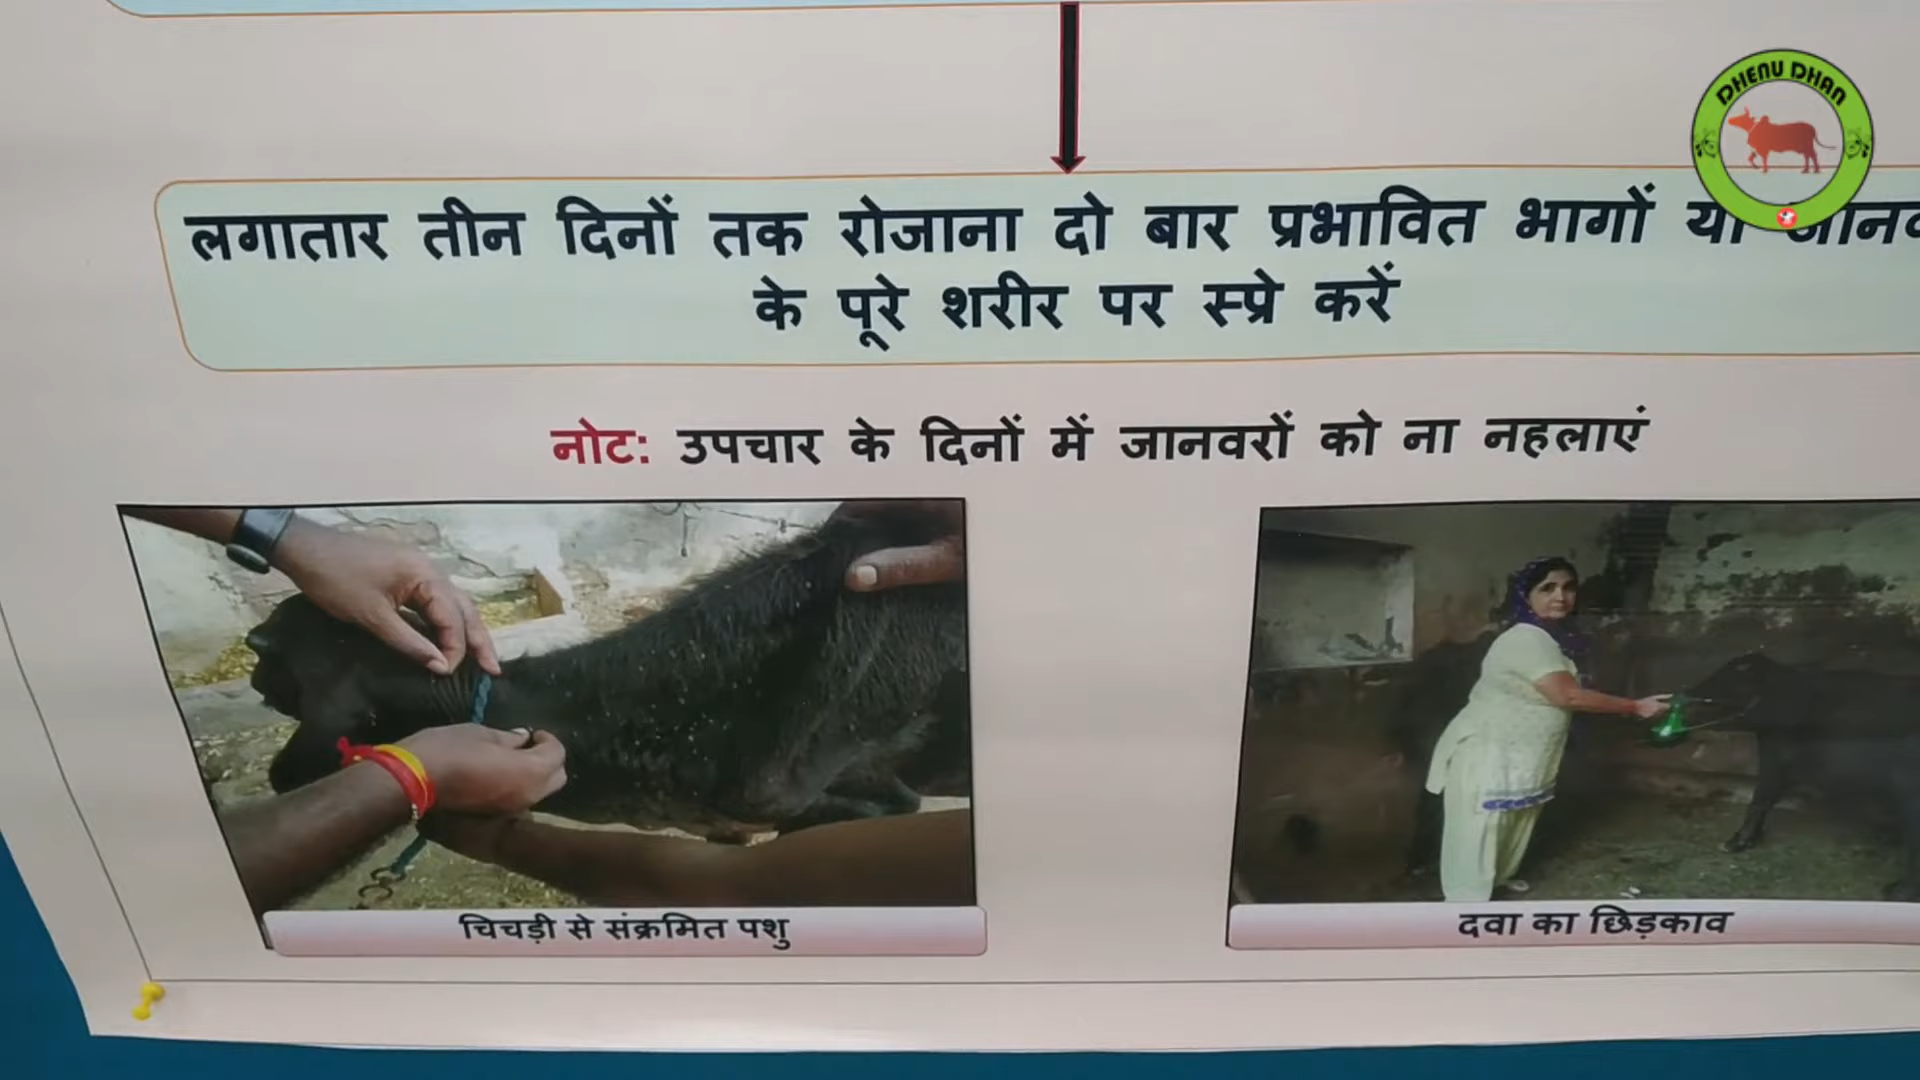 DHENU DHAN
लगातार तीन दिनों तक रोजाना दो बार प्रभावित भागों या
के पूरे शरीर पर स्प्रे करें
नोट: उपचार के दिनों में जानवरों को ना नहलाएं
चिचड़ी से संक्रमित पशु
दवा का छिड़काव